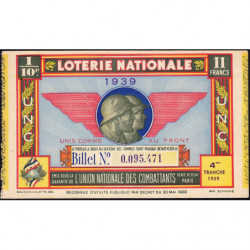 1/10e LOTERIE NATIONALE 11 FRANCS
1939
U.N.C. U.N.C.
UNIS COMME AU FRONT
Billet No 0.095.471
4me TRANCHE 1939
L'UNION NATIONALE DES COMBATTANTS
PARIS
RECONNUE D'UTILITÉ PUBLIQUE PAR DÉCRET DU 20 MAI 1920